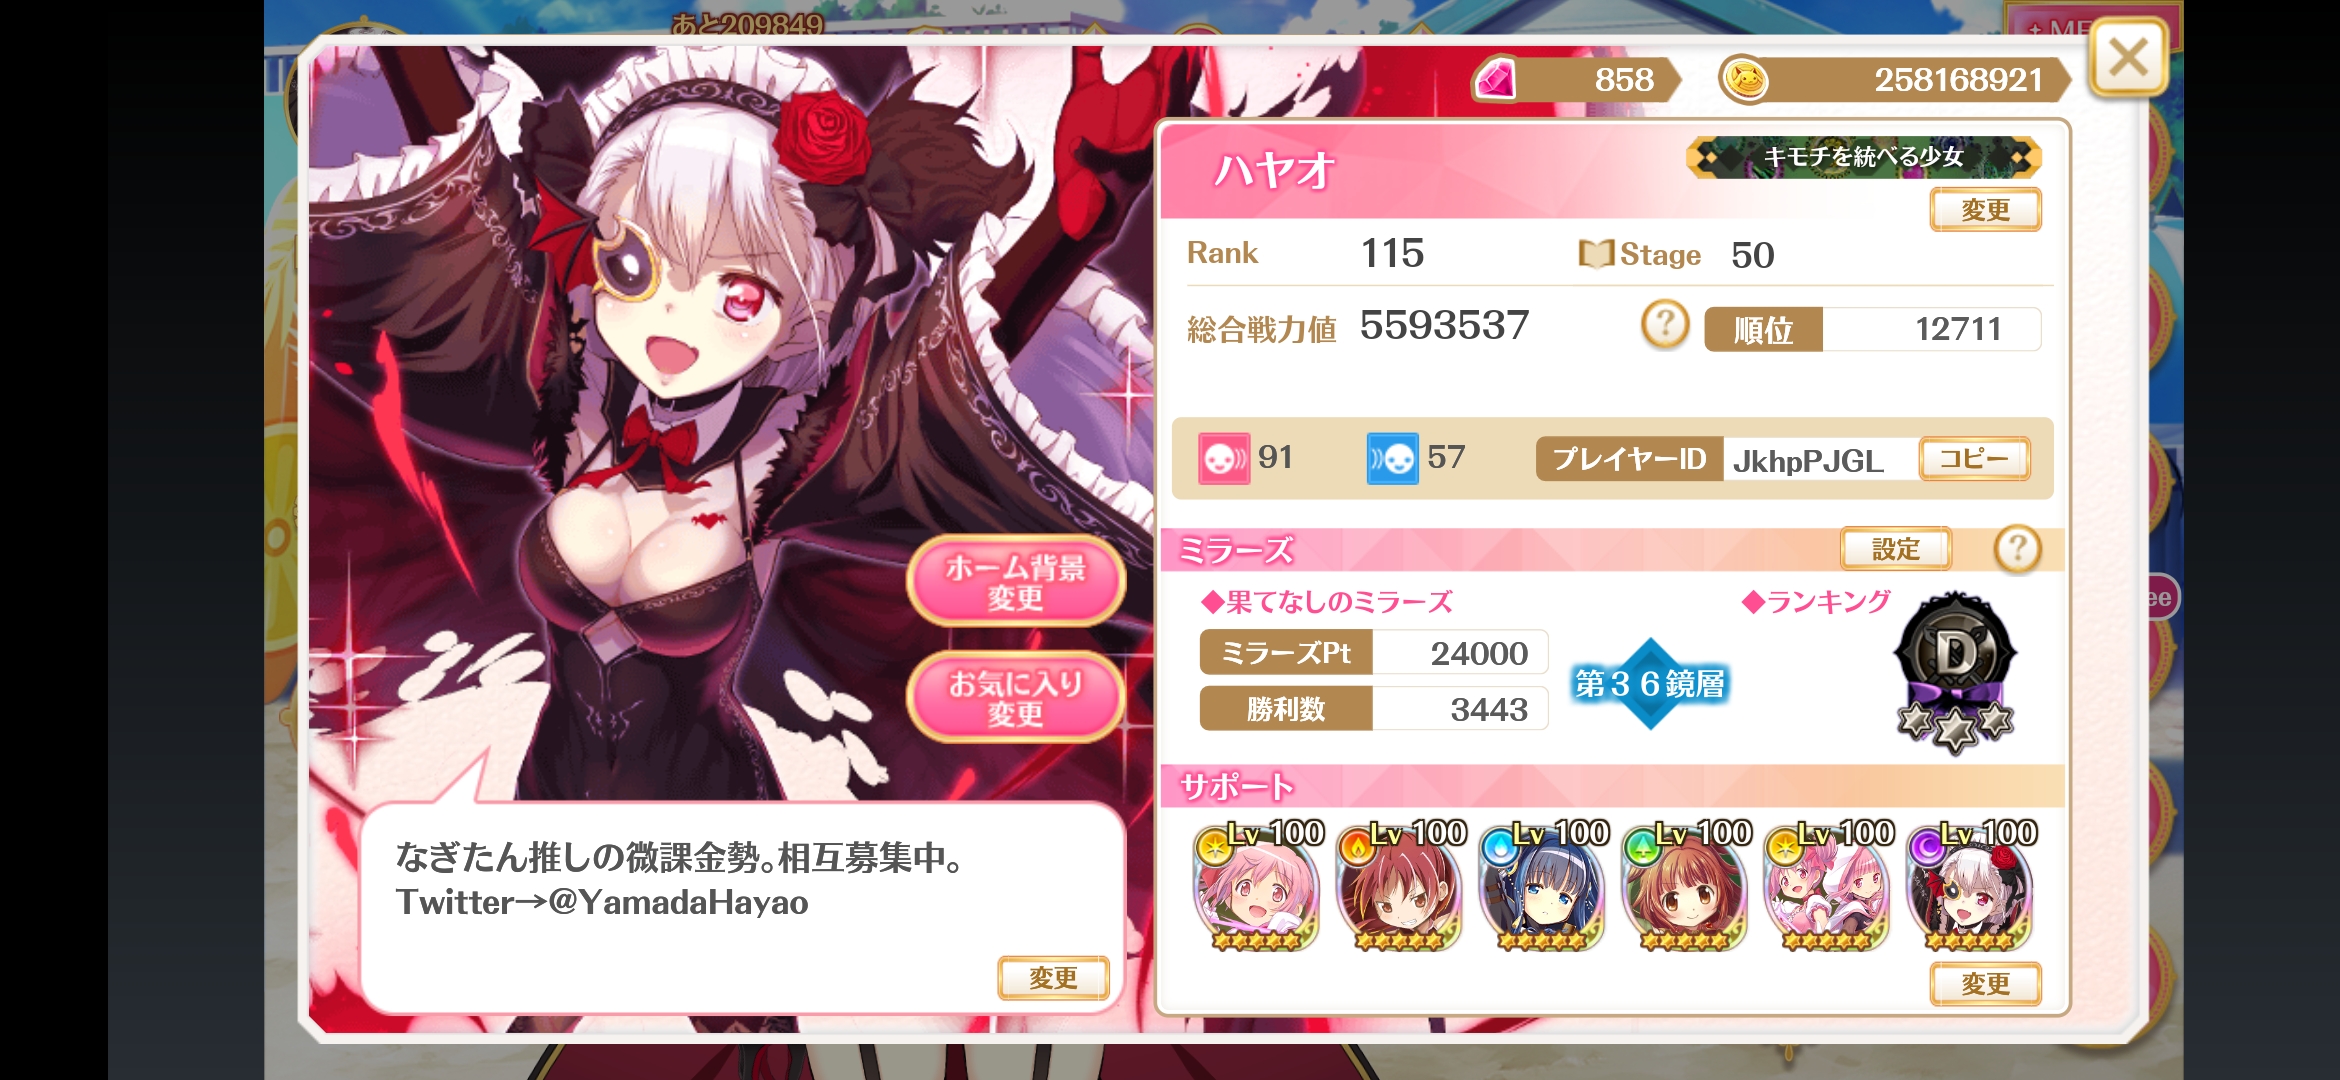 あと209849
858
258168921
ハヤオ
キモチを統べる少女
変更
Rank 115
Stage 50
総合戦力値 5593537
?
順位 12711
91
57
プレイヤーID JkhpPJGL
コピー
ミラーズ
設定
?
◆果てなしのミラーズ
◆ランキング
ミラーズPt 24000
勝利数 3443
第36鏡層
D
サポート
Lv 100
Lv 100
Lv 100
Lv 100
Lv 100
Lv 100
変更
ホーム背景
変更
お気に入り
変更
なぎたん推しの微課金勢。相互募集中。
Twitter→@YamadaHayao
変更